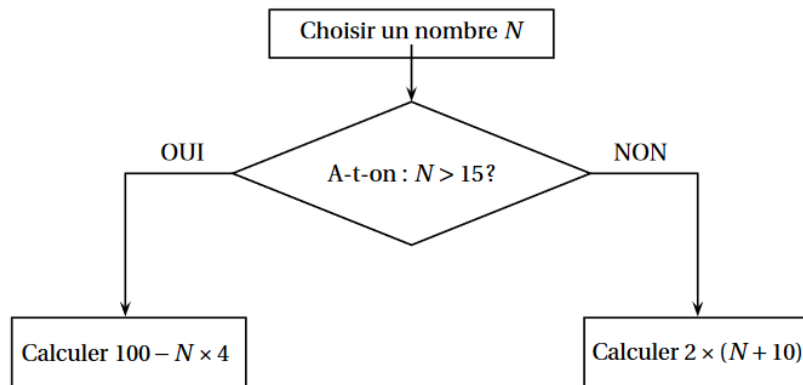 Choisir un nombre N
OUI
A-t-on : N > 15?
NON
Calculer 100 − N × 4
Calculer 2 × (N + 10)